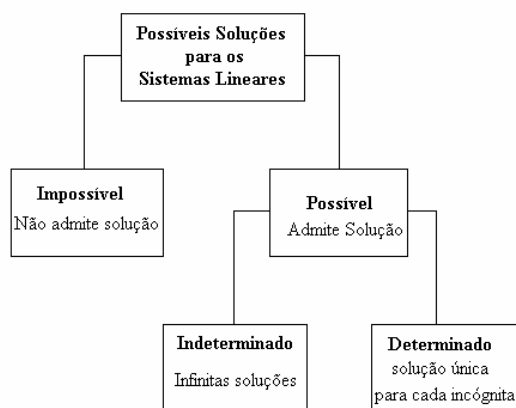 Possíveis Soluções
para os
Sistemas Lineares
Impossível
Não admite solução
Possível
Admite Solução
Indeterminado
Infinitas soluções
Determinado
solução única
para cada incógnita